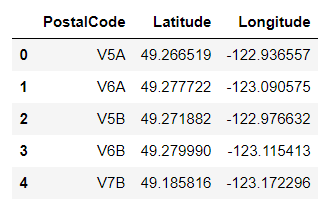 PostalCode Latitude Longitude
0 V5A 49.266519 -122.936557
1 V6A 49.277722 -123.090575
2 V5B 49.271882 -122.976632
3 V6B 49.279990 -123.115413
4 V7B 49.185816 -123.172296